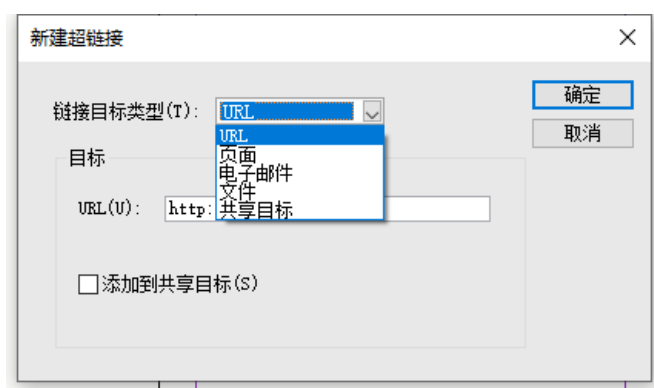 新建超链接
链接目标类型(T): URL
确定
URL
取消
页面
目标
电子邮件
文件
URL(U): http:
共享目标
添加到共享目标(S)